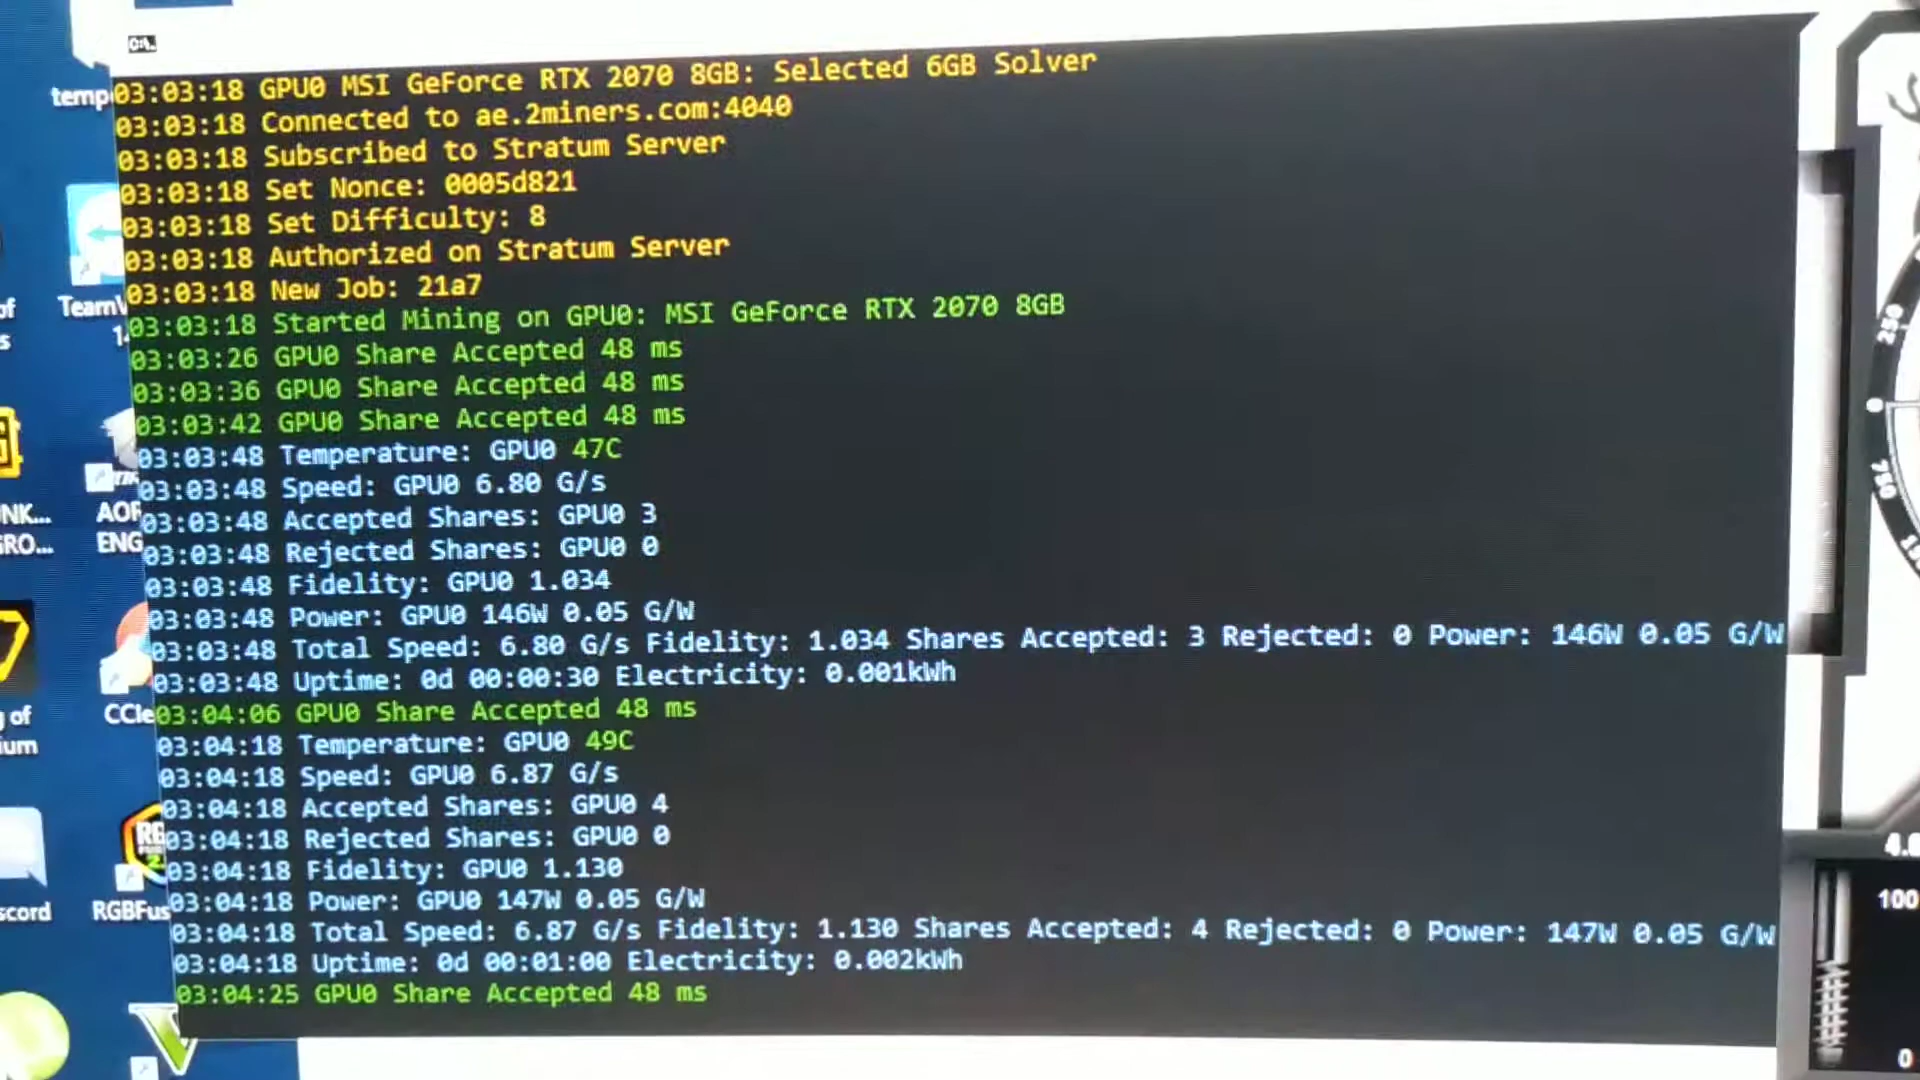 03:03:18 GPU0 MSI GeForce RTX 2070 8GB: Selected 6GB Solver
03:03:18 Connected to ae.2miners.com:4040
03:03:18 Subscribed to Stratum Server
03:03:18 Set Nonce: 0005d821
03:03:18 Set Difficulty: 8
03:03:18 Authorized on Stratum Server
03:03:18 New Job: 21a7
03:03:18 Started Mining on GPU0: MSI GeForce RTX 2070 8GB
03:03:26 GPU0 Share Accepted 48 ms
03:03:36 GPU0 Share Accepted 48 ms
03:03:42 GPU0 Share Accepted 48 ms
03:03:48 Temperature: GPU0 47C
03:03:48 Speed: GPU0 6.80 G/s
03:03:48 Accepted Shares: GPU0 3
03:03:48 Rejected Shares: GPU0 0
03:03:48 Fidelity: GPU0 1.034
03:03:48 Power: GPU0 146W 0.05 G/W
03:03:48 Total Speed: 6.80 G/s Fidelity: 1.034 Shares Accepted: 3 Rejected: 0 Power: 146W 0.05 G/W
03:03:48 Uptime: 0d 00:00:30 Electricity: 0.001kWh
03:04:06 GPU0 Share Accepted 48 ms
03:04:18 Temperature: GPU0 49C
03:04:18 Speed: GPU0 6.87 G/s
03:04:18 Accepted Shares: GPU0 4
03:04:18 Rejected Shares: GPU0 0
03:04:18 Fidelity: GPU0 1.130
03:04:18 Power: GPU0 147W 0.05 G/W
03:04:18 Total Speed: 6.87 G/s Fidelity: 1.130 Shares Accepted: 4 Rejected: 0 Power: 147W 0.05 G/W
03:04:18 Uptime: 0d 00:01:00 Electricity: 0.002kWh
03:04:25 GPU0 Share Accepted 48 ms
temp
of
TeamV
s
NK...
AOR
RO...
ENG
CCle
g of
ium
scord
RGBFus
250
0
750
100
0